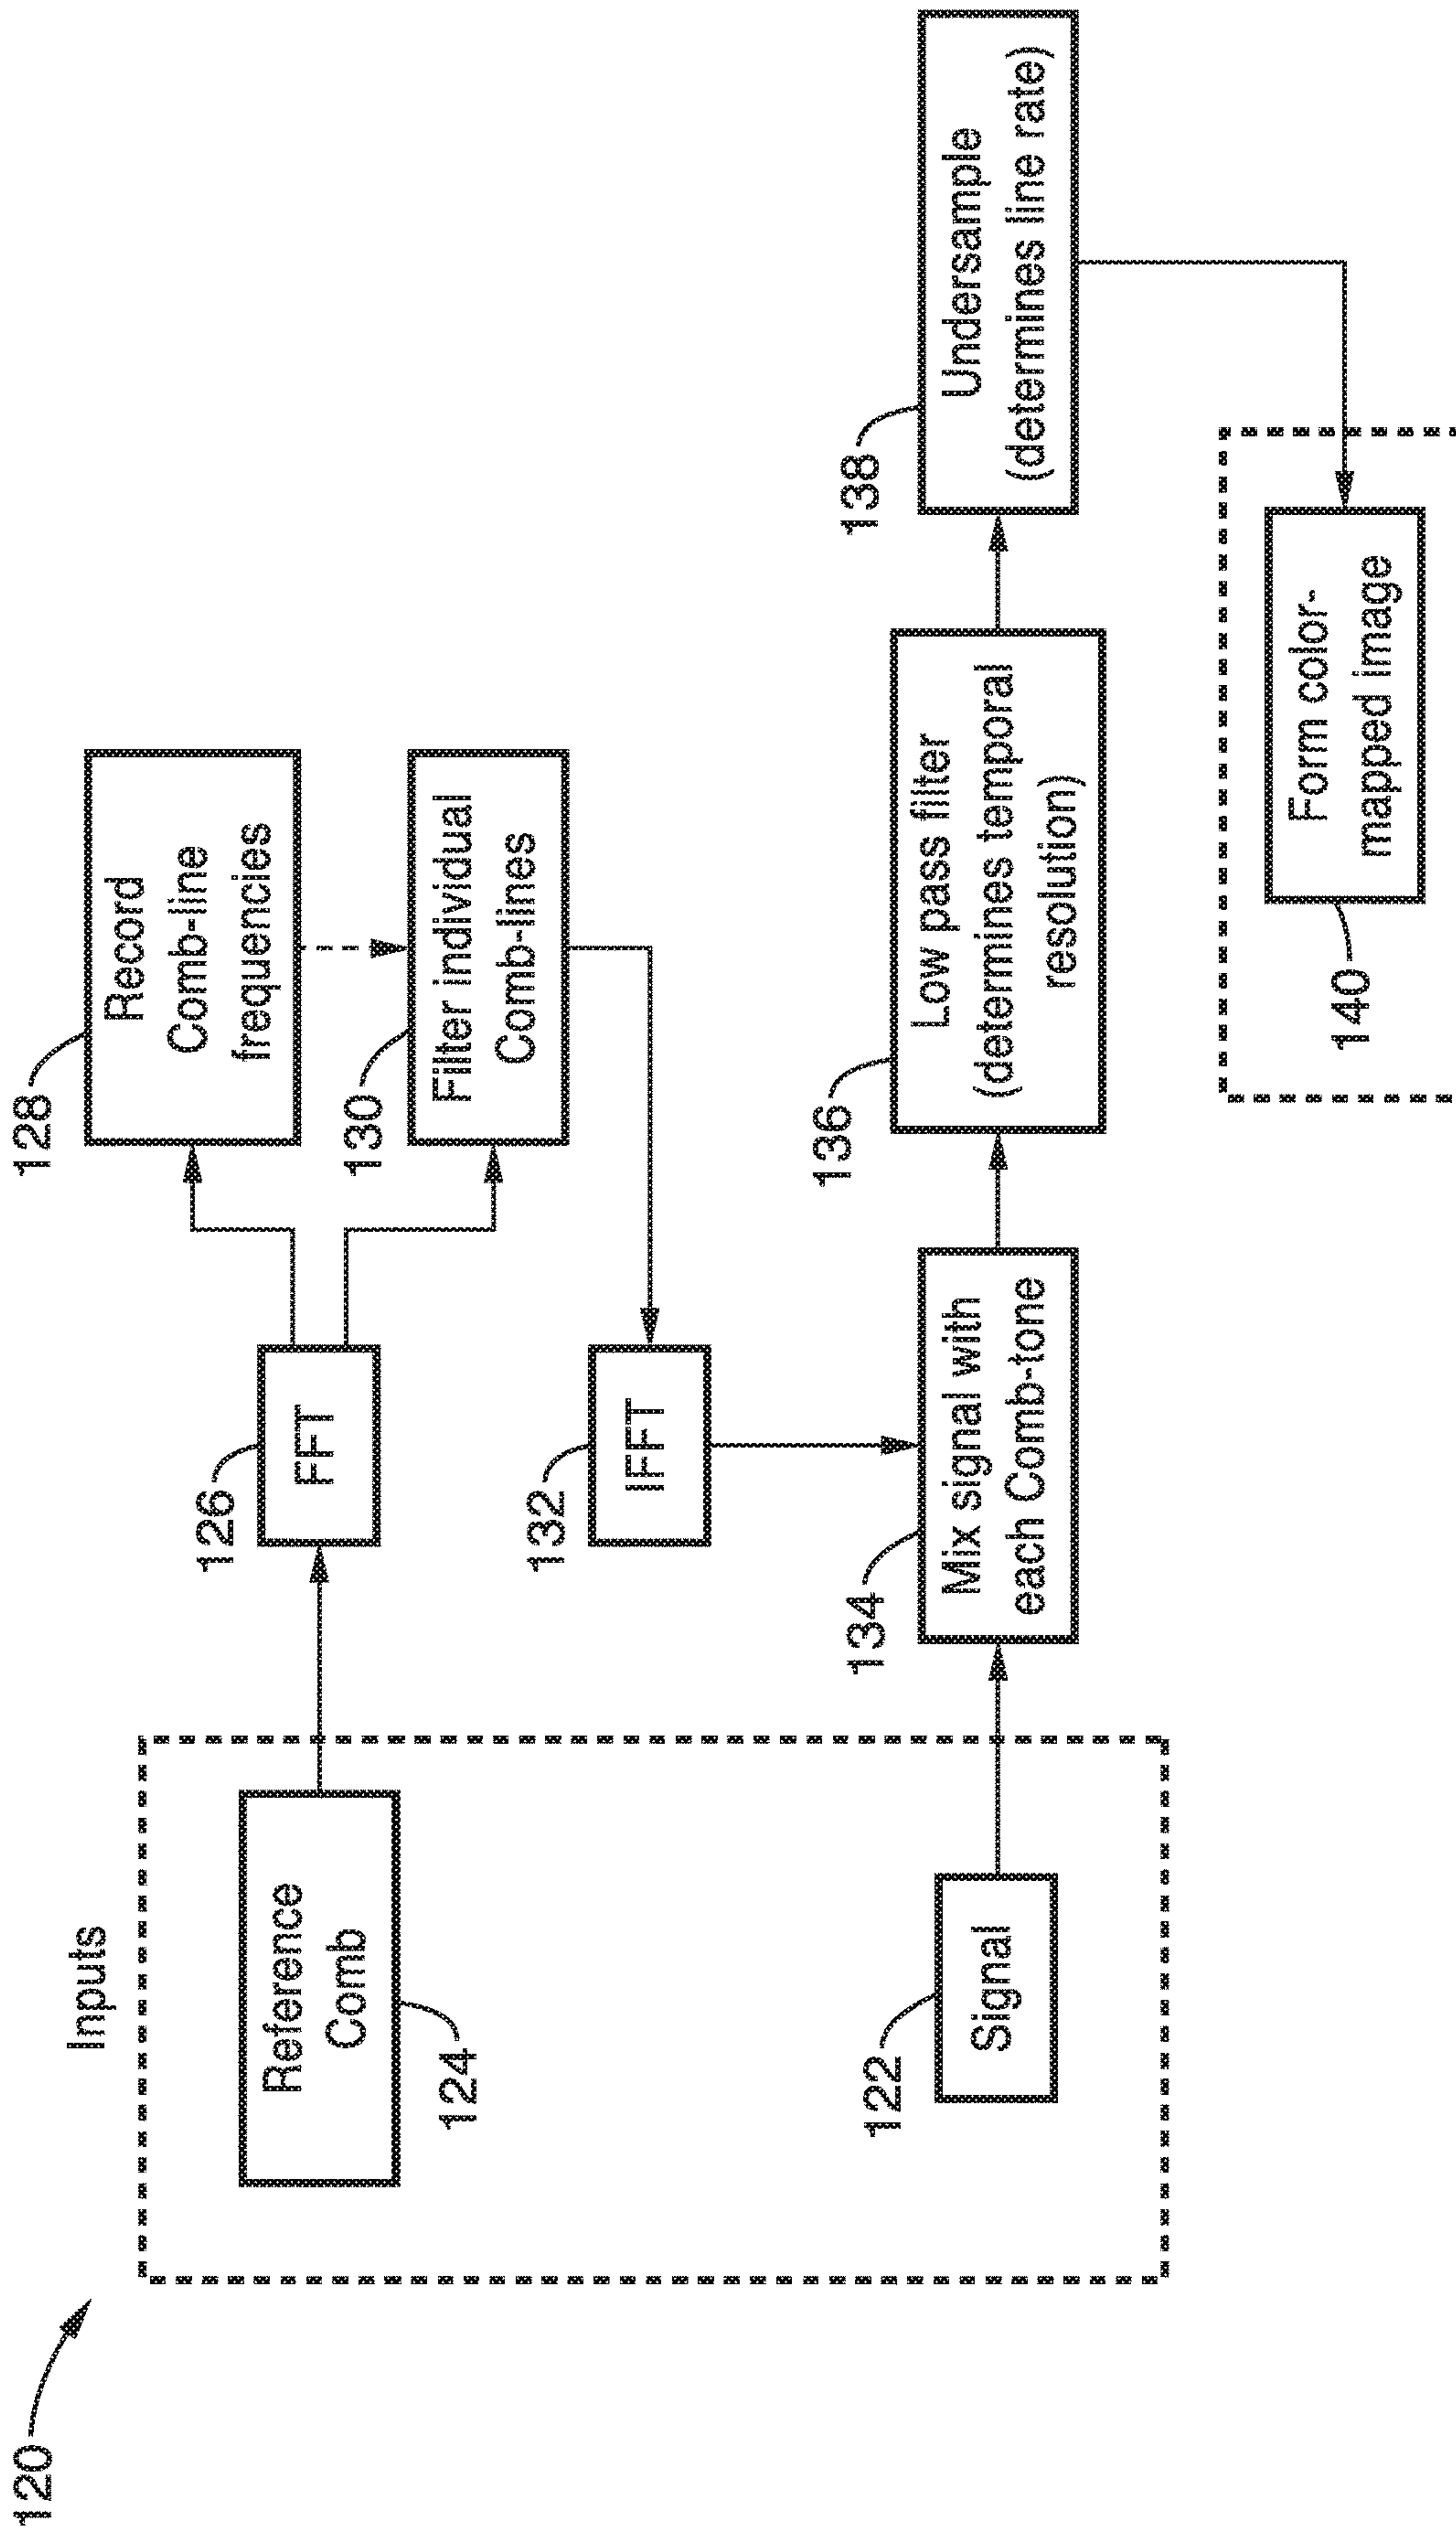 120
Inputs
Reference
Comb
124
122
Signal
126
FFT
128
Record
Comb-line
frequencies
130
Filter individual
Comb-lines
132
IFFT
134
Mix signal with
each Comb-tone
136
Low pass filter
(determines temporal
resolution)
138
Undersample
(determines line rate)
Form color-
mapped image
140